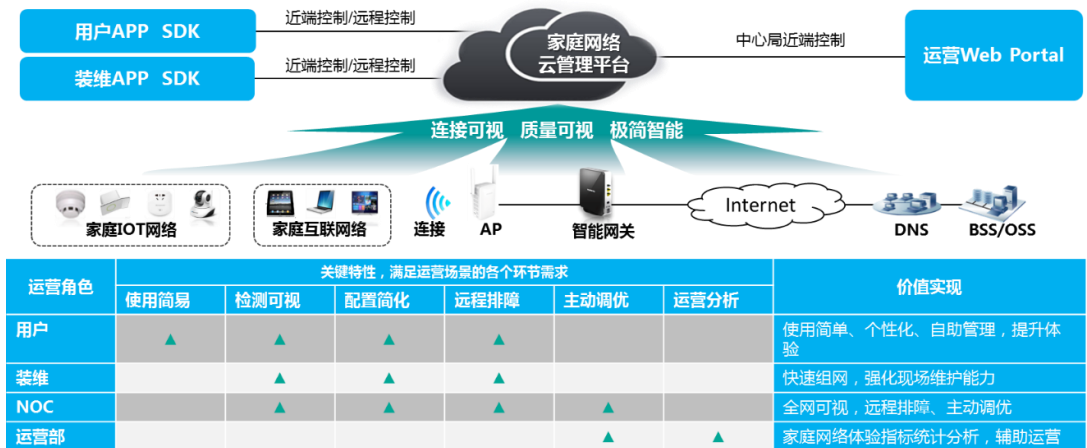 用户APP SDK
近端控制/远程控制
家庭网络
云管理平台
中心局近端控制
运营Web Portal
装维APP SDK
近端控制/远程控制
连接可视 质量可视 极简智能
家庭IOT网络
家庭互联网络
连接
AP
智能网关
Internet
DNS
BSS/OSS
运营角色
关键特性，满足运营场景的各个环节需求
价值实现
使用简易
检测可视
配置简化
远程排障
主动调优
运营分析
用户
▲ ▲ ▲ ▲
使用简单、个性化、自助管理，提升体
验
装维
▲ ▲ ▲
快速组网，强化现场维护能力
NOC
▲ ▲ ▲ ▲
全网可视，远程排障、主动调优
运营部
▲ ▲
家庭网络体验指标统计分析，辅助运营